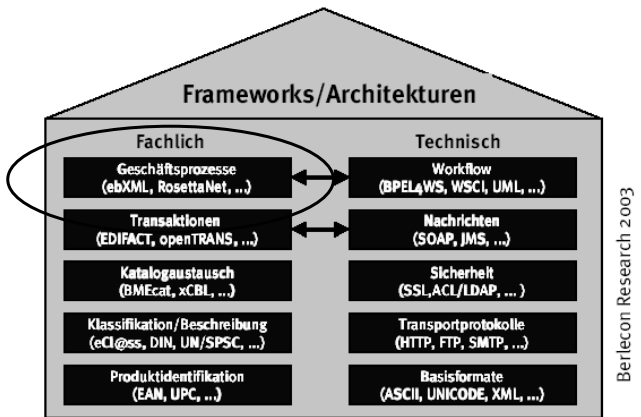 Frameworks/Architekturen
Fachlich
Geschäftsprozesse
(ebXML, RosettaNet, ...)
Transaktionen
(EDIFACT, openTRANS, ...)
Katalogaustausch
(BMEcat, xCBL, ...)
Klassifikation/Beschreibung
(eCl@ss, DIN, UN/SPSC, ...)
Produktidentifikation
(EAN, UPC, ...)
Technisch
Workflow
(BPEL4WS, WSCI, UML, ...)
Nachrichten
(SOAP, JMS, ...)
Sicherheit
(SSL,ACL/LDAP, ... )
Transportprotokolle
(HTTP, FTP, SMTP, ...)
Basisformate
(ASCII, UNICODE, XML, ...)
Berlecon Research 2003